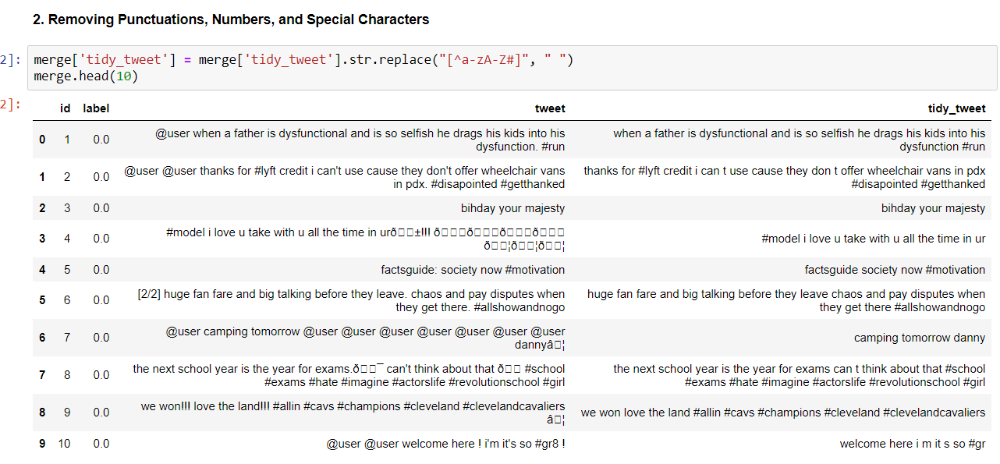 2. Removing Punctuations, Numbers, and Special Characters
2]: merge['tidy_tweet'] = merge['tidy_tweet'].str.replace("[^a-zA-Z#]", " ")
merge.head(10)
2]:
id label tweet tidy_tweet
0 1 0.0 @user when a father is dysfunctional and is so selfish he drags his kids into his when a father is dysfunctional and is so selfish he drags his kids into his
dysfunction. #run dysfunction #run
1 2 0.0 @user @user thanks for #lyft credit i can't use cause they don't offer wheelchair vans thanks for #lyft credit i can t use cause they don t offer wheelchair vans in pdx
in pdx. #disapointed #getthanked #disapointed #getthanked
2 3 0.0 bihday your majesty bihday your majesty
3 4 0.0 #model i love u take with u all the time in urð□□±!!! ð□□□ð□□□ð□□□ð□□□ #model i love u take with u all the time in ur
ð□□¦ð□□¦ð□□¦
4 5 0.0 factsguide: society now #motivation factsguide society now #motivation
5 6 0.0 [2/2] huge fan fare and big talking before they leave. chaos and pay disputes when huge fan fare and big talking before they leave chaos and pay disputes when
they get there. #allshowandnogo they get there #allshowandnogo
6 7 0.0 @user camping tomorrow @user @user @user @user @user @user @user camping tomorrow danny
dannyâ□¦
7 8 0.0 the next school year is the year for exams.ð□□¯ can't think about that ð□□ #school the next school year is the year for exams can t think about that #school
#exams #hate #imagine #actorslife #revolutionschool #girl #exams #hate #imagine #actorslife #revolutionschool #girl
8 9 0.0 we won!!! love the land!!! #allin #cavs #champions #cleveland #clevelandcavaliers we won love the land #allin #cavs #champions #cleveland #clevelandcavaliers
â□¦
9 10 0.0 @user @user welcome here ! i'm it's so #gr8 ! welcome here i m it s so #gr